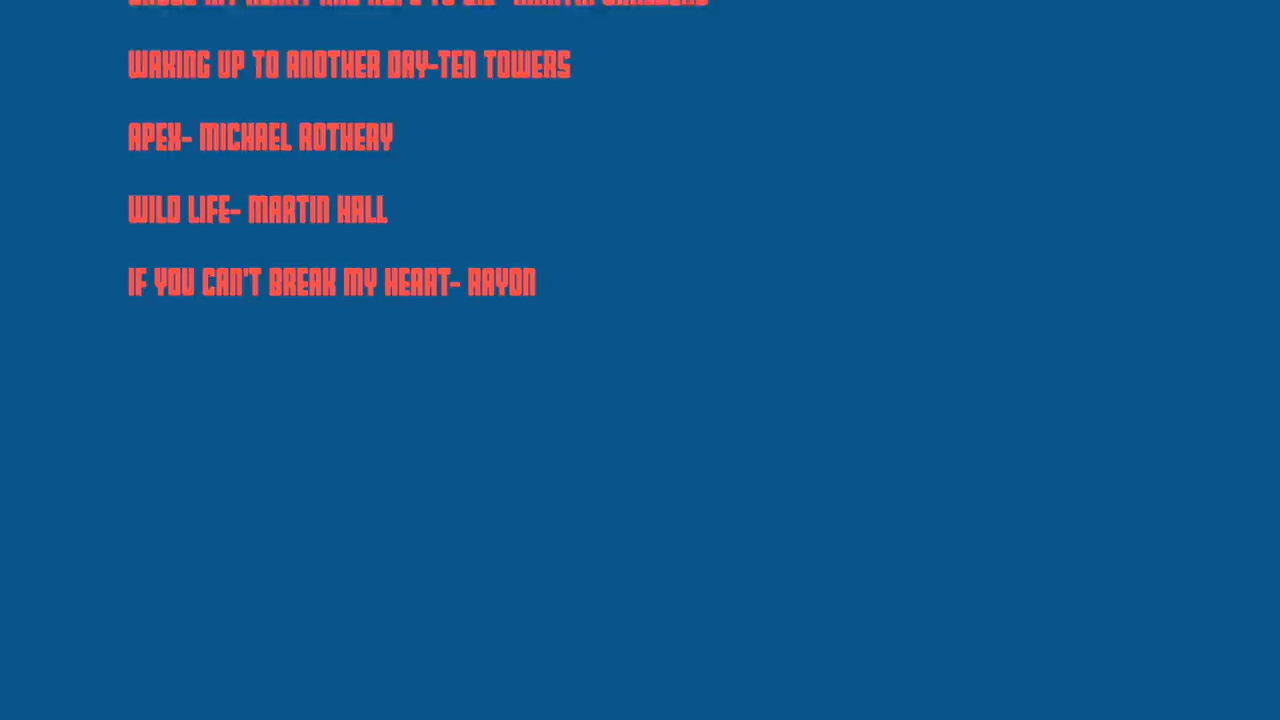 WAKING UP TO ANOTHER DAY-TEN TOWERS
APEX- MICHAEL ROTHERY
WILD LIFE- MARTIN HALL
IF YOU CAN'T BREAK MY HEART- RAYON